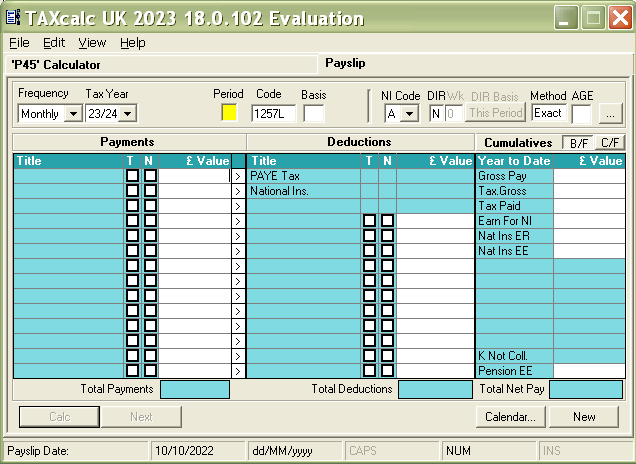 TAXcalc UK 2023 18.0.102 Evaluation
File Edit View Help
'P45' Calculator Payslip
Frequency Tax Year Period Code Basis NI Code DIR Wk DIR Basis Method AGE
Monthly 23/24 1257L A N 0 This Period Exact ...
Payments Deductions Cumulatives B/F C/F
Title T N £ Value Title T N £ Value Year to Date £ Value
> PAYE Tax Gross Pay
> National Ins. Tax.Gross
> Tax Paid
> Earn For NI
> Nat Ins ER
> Nat Ins EE
>
>
>
>
>
>
> K Not Coll.
> Pension EE
Total Payments Total Deductions Total Net Pay
Calc Next Calendar... New
Payslip Date: 10/10/2022 dd/MM/yyyy CAPS NUM INS